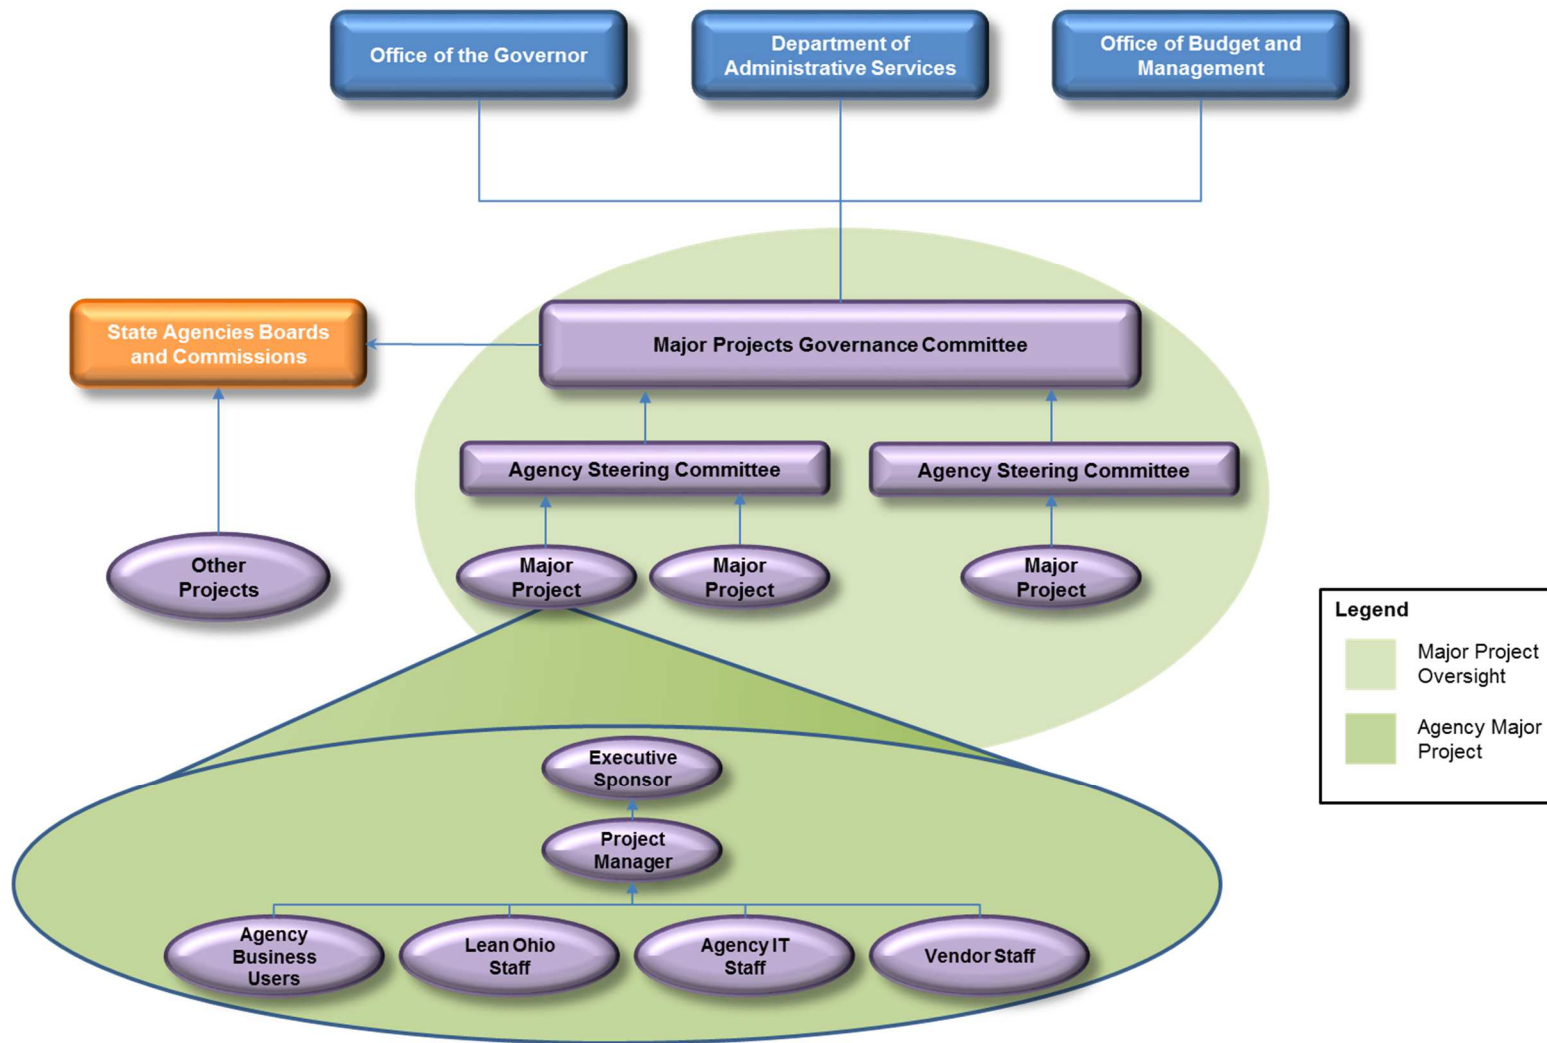 Office of the Governor
Department of
Administrative Services
Office of Budget and
Management
State Agencies Boards
and Commissions
Major Projects Governance Committee
Agency Steering Committee
Agency Steering Committee
Other
Projects
Major
Project
Major
Project
Major
Project
Legend
Major Project
Oversight
Agency Major
Project
Executive
Sponsor
Project
Manager
Agency
Business
Users
Lean Ohio
Staff
Agency IT
Staff
Vendor Staff